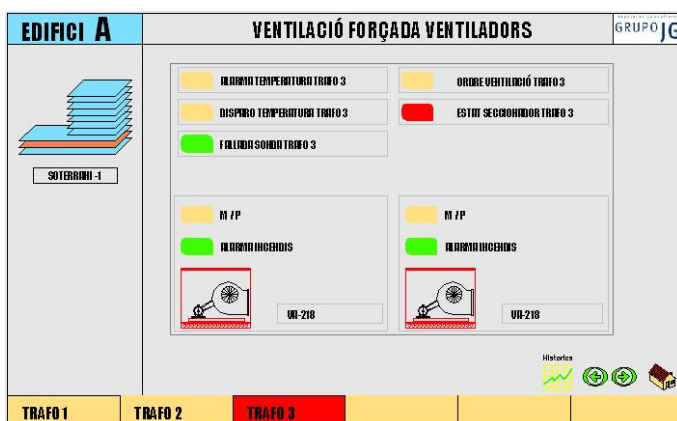 EDIFICI A
VENTILACIÓ FORÇADA VENTILADORS
GRUPO JG
ALARMA TEMPERATURA TRAFO 3
ORDRE VENTILACIÓ TRAFO 3
DISPARO TEMPERATURA TRAFO 3
ESTAT SECCIONADOR TRAFO 3
FALLADA SONDA TRAFO 3
SOTERRANI -1
M / P
M / P
ALARMA INCENDIS
ALARMA INCENDIS
VA-218
VA-218
Historics
TRAFO 1
TRAFO 2
TRAFO 3